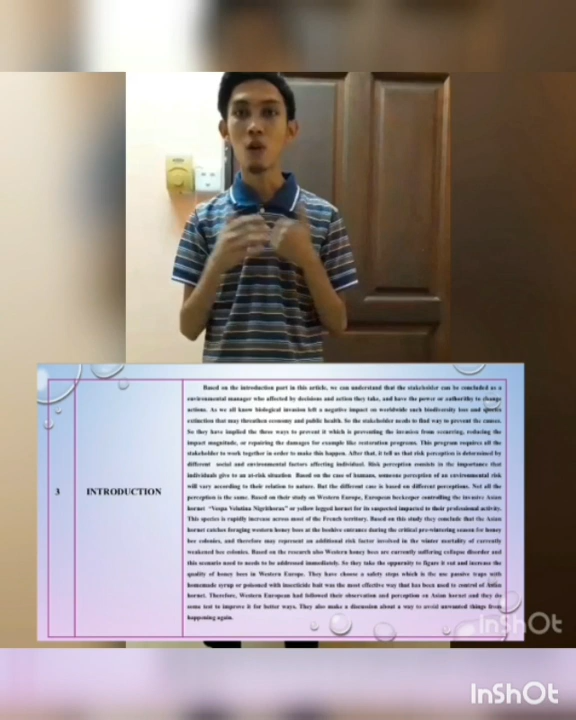 Based on the introduction part in this article, we can understand that the stakeholder can be concluded as a
environmental manager who affected by decisions and action they take, and have the power or authorithy to change
actions. As we all know biological invasion left a negative impact on worldwide such biodiversity loss and species
extinction that may threathen economy and public health. So the stakeholder needs to find way to prevent the causes.
So they have implied the three ways to prevent it which is preventing the invasion from occurring, reducing the
impact magnitude, or repairing the damages for example like restoration programs. This program requires all the
stakeholder to work together in order to make this happen. After that, it tell us that risk perception is determined by
different social and environmental factors affecting individual. Risk perception consists in the importance that
individuals give to an at-risk situation Based on the case of humans, someone perception of an environmental risk
will vary according to their relation to nature. But the different case is based on different perceptions. Not all the
3 INTRODUCTION perception is the same. Based on their study on Western Europe, European beekeeper controlling the invasive Asian
hornet "Vespa Velutina Nigrithorax" or yellow legged hornet for its suspected impacted to their professional activity.
This species is rapidly increase across most of the French territory. Based on this study they conclude that the Asian
hornet catches foraging western honey bees at the beehive entrances during the critical pre-wintering season for honey
bee colonies, and therefore may represent an additional risk factor involved in the winter mortality of currently
weakened bee colonies. Based on the research also Western honey bees are currently suffering collapse disorder and
this scenario need to needs to be addressed immediately. So they take the oppurnity to figure it out and increase the
quality of honey bees in Western Europe. They have choose a safety steps which is the use passive traps with
homemade syrup or poisoned with insecticide bait was the most effective way that has been used to control of Asian
hornet. Therefore, Western European had followed their observation and perception on Asian hornet and they do
some test to improve it for better ways. They also make a discussion about a way to avoid unwanted things from
happening again.
InShOt
InShOt